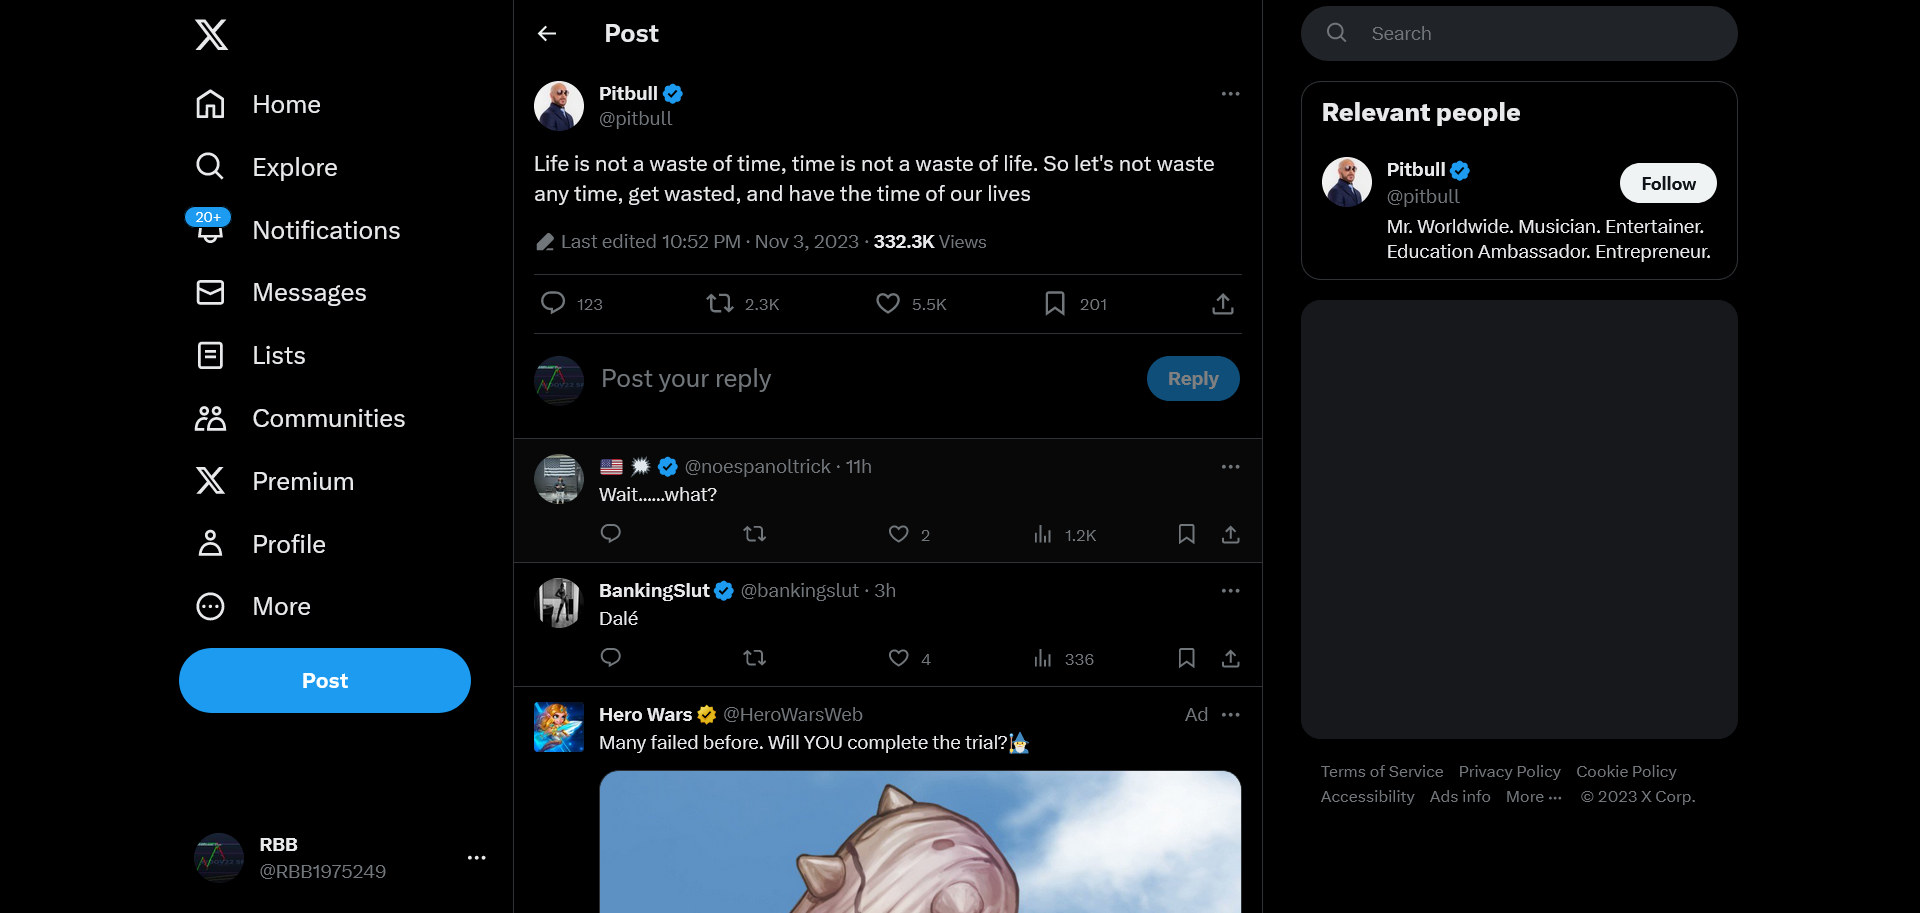 Home
Explore
20+
Notifications
Messages
Lists
Communities
Premium
Profile
More
Post
RBB
@RBB1975249
Post
Pitbull
@pitbull
Life is not a waste of time, time is not a waste of life. So let's not waste
any time, get wasted, and have the time of our lives
Last edited 10:52 PM · Nov 3, 2023 · 332.3K Views
123 2.3K 5.5K 201
Post your reply
Reply
@noespanoltrick · 11h
Wait......what?
2 1.2K
BankingSlut @bankingslut · 3h
Dalé
4 336
Hero Wars @HeroWarsWeb Ad
Many failed before. Will YOU complete the trial?🧙‍♂️
Search
Relevant people
Pitbull
@pitbull
Follow
Mr. Worldwide. Musician. Entertainer.
Education Ambassador. Entrepreneur.
Terms of Service Privacy Policy Cookie Policy
Accessibility Ads info More ··· © 2023 X Corp.